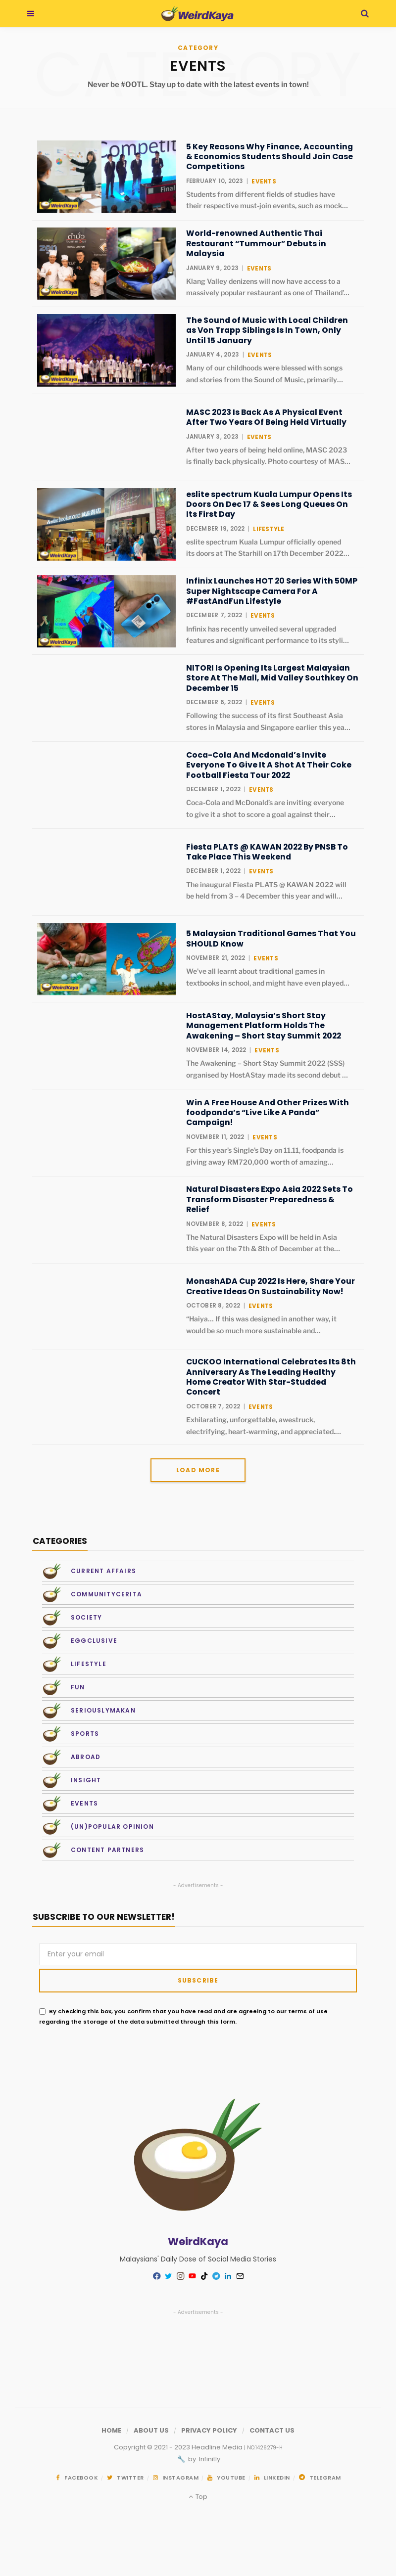 WeirdKaya
CATEGORY
EVENTS
Never be #OOTL. Stay up to date with the latest events in town!
5 Key Reasons Why Finance, Accounting
& Economics Students Should Join Case
Competitions
FEBRUARY 10, 2023 | EVENTS
Students from different fields of studies have
their respective must-join events, such as mock…
World-renowned Authentic Thai
Restaurant “Tummour” Debuts in
Malaysia
JANUARY 9, 2023 | EVENTS
Klang Valley denizens will now have access to a
massively popular restaurant as one of Thailand’…
The Sound of Music with Local Children
as Von Trapp Siblings Is In Town, Only
Until 15 January
JANUARY 4, 2023 | EVENTS
Many of our childhoods were blessed with songs
and stories from the Sound of Music, primarily…
MASC 2023 Is Back As A Physical Event
After Two Years Of Being Held Virtually
JANUARY 3, 2023 | EVENTS
After two years of being held online, MASC 2023
is finally back physically. Photo courtesy of MAS…
eslite spectrum Kuala Lumpur Opens Its
Doors On Dec 17 & Sees Long Queues On
Its First Day
DECEMBER 19, 2022 | LIFESTYLE
eslite spectrum Kuala Lumpur officially opened
its doors at The Starhill on 17th December 2022…
Infinix Launches HOT 20 Series With 50MP
Super Nightscape Camera For A
#FastAndFun Lifestyle
DECEMBER 7, 2022 | EVENTS
Infinix has recently unveiled several upgraded
features and significant performance to its styli…
NITORI Is Opening Its Largest Malaysian
Store At The Mall, Mid Valley Southkey On
December 15
DECEMBER 6, 2022 | EVENTS
Following the success of its first Southeast Asia
stores in Malaysia and Singapore earlier this yea…
Coca-Cola And Mcdonald’s Invite
Everyone To Give It A Shot At Their Coke
Football Fiesta Tour 2022
DECEMBER 1, 2022 | EVENTS
Coca-Cola and McDonald’s are inviting everyone
to give it a shot to score a goal against their…
Fiesta PLATS @ KAWAN 2022 By PNSB To
Take Place This Weekend
DECEMBER 1, 2022 | EVENTS
The inaugural Fiesta PLATS @ KAWAN 2022 will
be held from 3 – 4 December this year and will…
5 Malaysian Traditional Games That You
SHOULD Know
NOVEMBER 21, 2022 | EVENTS
We’ve all learnt about traditional games in
textbooks in school, and might have even played…
HostAStay, Malaysia’s Short Stay
Management Platform Holds The
Awakening – Short Stay Summit 2022
NOVEMBER 14, 2022 | EVENTS
The Awakening – Short Stay Summit 2022 (SSS)
organised by HostAStay made its second debut …
Win A Free House And Other Prizes With
foodpanda’s “Live Like A Panda”
Campaign!
NOVEMBER 11, 2022 | EVENTS
For this year’s Single’s Day on 11.11, foodpanda is
giving away RM720,000 worth of amazing…
Natural Disasters Expo Asia 2022 Sets To
Transform Disaster Preparedness &
Relief
NOVEMBER 8, 2022 | EVENTS
The Natural Disasters Expo will be held in Asia
this year on the 7th & 8th of December at the…
MonashADA Cup 2022 Is Here, Share Your
Creative Ideas On Sustainability Now!
OCTOBER 8, 2022 | EVENTS
“Haiya… If this was designed in another way, it
would be so much more sustainable and…
CUCKOO International Celebrates Its 8th
Anniversary As The Leading Healthy
Home Creator With Star-Studded
Concert
OCTOBER 7, 2022 | EVENTS
Exhilarating, unforgettable, awestruck,
electrifying, heart-warming, and appreciated.…
LOAD MORE
CATEGORIES
CURRENT AFFAIRS
COMMUNITYCERITA
SOCIETY
EGGCLUSIVE
LIFESTYLE
FUN
SERIOUSLYMAKAN
SPORTS
ABROAD
INSIGHT
EVENTS
(UN)POPULAR OPINION
CONTENT PARTNERS
- Advertisements -
SUBSCRIBE TO OUR NEWSLETTER!
Enter your email
SUBSCRIBE
By checking this box, you confirm that you have read and are agreeing to our terms of use
regarding the storage of the data submitted through this form.
WeirdKaya
Malaysians' Daily Dose of Social Media Stories
- Advertisements -
HOME / ABOUT US / PRIVACY POLICY / CONTACT US
Copyright © 2021 - 2023 Headline Media | NO.1426279-H
by Infinitly
FACEBOOK / TWITTER / INSTAGRAM / YOUTUBE / LINKEDIN / TELEGRAM
Top